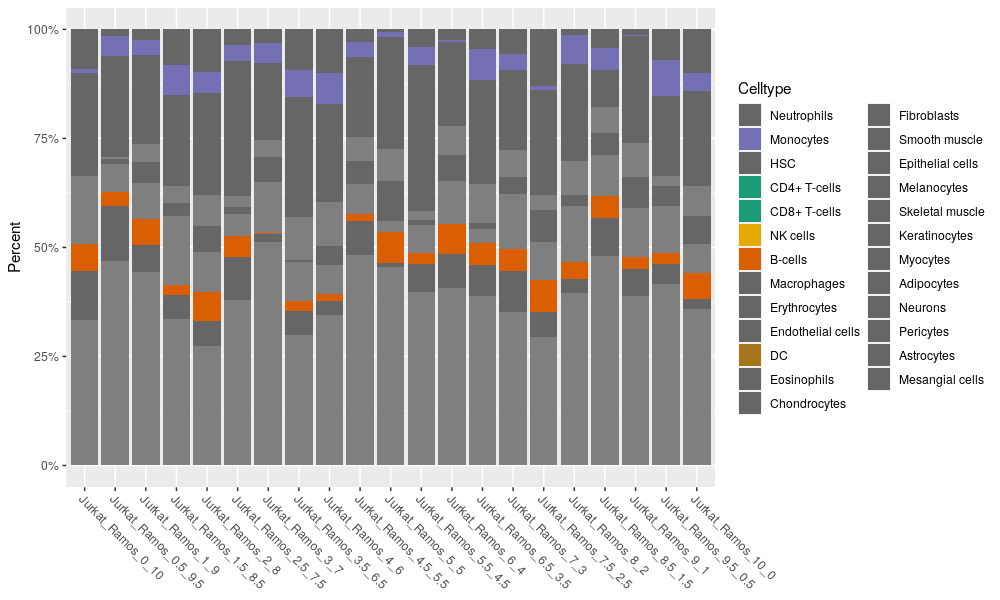 100%
75%
50%
25%
0%
Percent
Jurkat_Ramos_0_10
Jurkat_Ramos_0.5_9.5
Jurkat_Ramos_1_9
Jurkat_Ramos_1.5_8.5
Jurkat_Ramos_2_8
Jurkat_Ramos_2.5_7.5
Jurkat_Ramos_3_7
Jurkat_Ramos_3.5_6.5
Jurkat_Ramos_4_6
Jurkat_Ramos_4.5_5.5
Jurkat_Ramos_5_5
Jurkat_Ramos_5.5_4.5
Jurkat_Ramos_6_4
Jurkat_Ramos_6.5_3.5
Jurkat_Ramos_7_3
Jurkat_Ramos_7.5_2.5
Jurkat_Ramos_8_2
Jurkat_Ramos_8.5_1.5
Jurkat_Ramos_9_1
Jurkat_Ramos_9.5_0.5
Jurkat_Ramos_10_0
Celltype
Neutrophils
Monocytes
HSC
CD4+ T-cells
CD8+ T-cells
NK cells
B-cells
Macrophages
Erythrocytes
Endothelial cells
DC
Eosinophils
Chondrocytes
Fibroblasts
Smooth muscle
Epithelial cells
Melanocytes
Skeletal muscle
Keratinocytes
Myocytes
Adipocytes
Neurons
Pericytes
Astrocytes
Mesangial cells